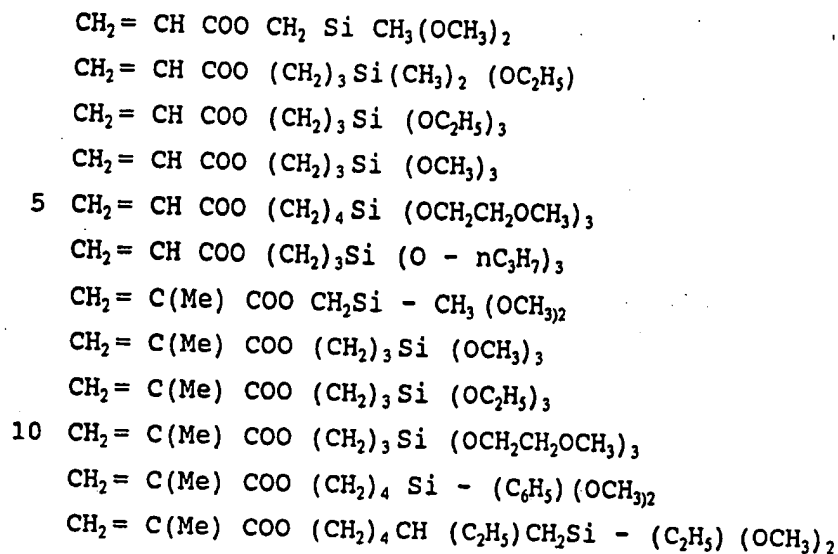 CH₂= CH COO CH₂ Si CH₃(OCH₃)₂
CH₂= CH COO (CH₂)₃Si(CH₃)₂ (OC₂H₅)
CH₂= CH COO (CH₂)₃Si (OC₂H₅)₃
CH₂= CH COO (CH₂)₃Si (OCH₃)₃
5 CH₂= CH COO (CH₂)₄Si (OCH₂CH₂OCH₃)₃
CH₂= CH COO (CH₂)₃Si (O - nC₃H₇)₃
CH₂= C(Me) COO CH₂Si - CH₃ (OCH₃₎₂
CH₂= C(Me) COO (CH₂)₃Si (OCH₃)₃
CH₂= C(Me) COO (CH₂)₃Si (OC₂H₅)₃
10 CH₂= C(Me) COO (CH₂)₃Si (OCH₂CH₂OCH₃)₃
CH₂= C(Me) COO (CH₂)₄ Si - (C₆H₅) (OCH₃₎₂
CH₂= C(Me) COO (CH₂)₄CH (C₂H₅)CH₂Si - (C₂H₅) (OCH₃)₂